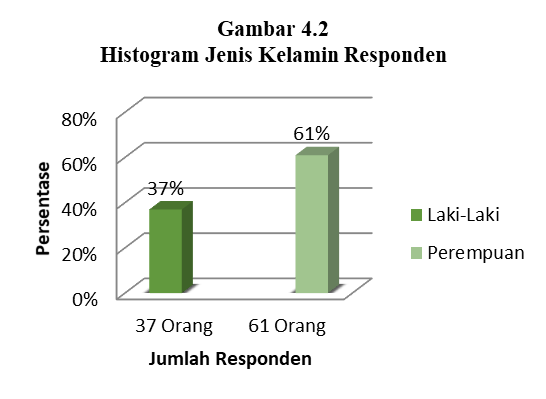 Gambar 4.2
Histogram Jenis Kelamin Responden
80%
60%
40%
20%
0%
Persentase
37%
61%
37 Orang
61 Orang
Jumlah Responden
Laki-Laki
Perempuan